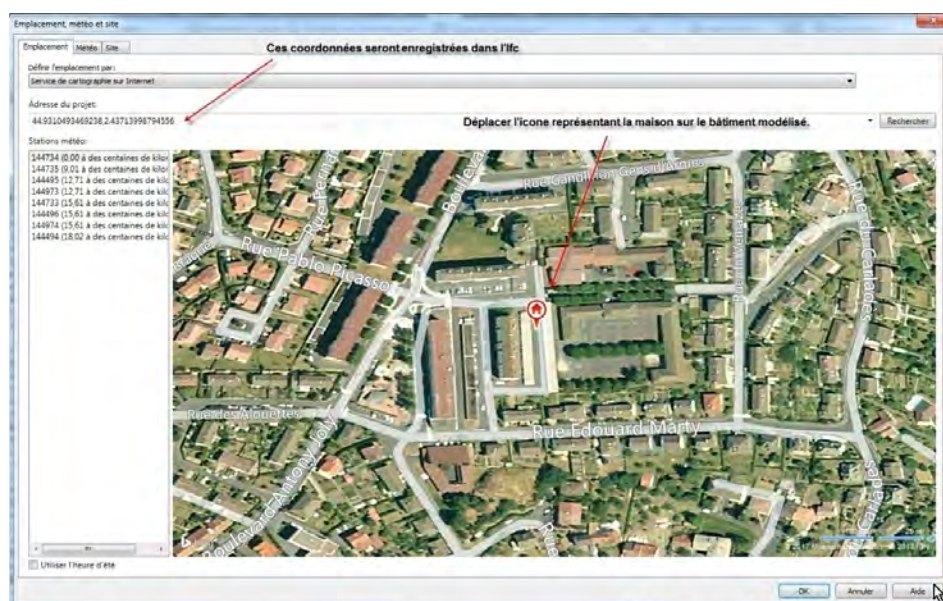 Emplacement, météo et site
Emplacement Météo Site
Ces coordonnées seront enregistrées dans l'Ifc
Définir l'emplacement par:
Service de cartographie sur Internet
Adresse du projet:
44.9310493469238,2.43713998794556
Rechercher
Déplacer l'icone représentant la maison sur le bâtiment modélisé.
Stations météo:
144734 (0,00 à des centaines de kilo
144735 (9,01 à des centaines de kilo
144495 (12,71 à des centaines de kilo
144973 (12,71 à des centaines de kilo
144733 (15,61 à des centaines de kilo
144496 (15,61 à des centaines de kilo
144974 (15,61 à des centaines de kilo
144494 (18,02 à des centaines de kilo
Rue Pablo Picasso
Rue des Alouettes
Rue Edouard Marty
Boulevard Antony Joly
Rue du Carladès
Utiliser l'heure d'été
OK Annuler Aide